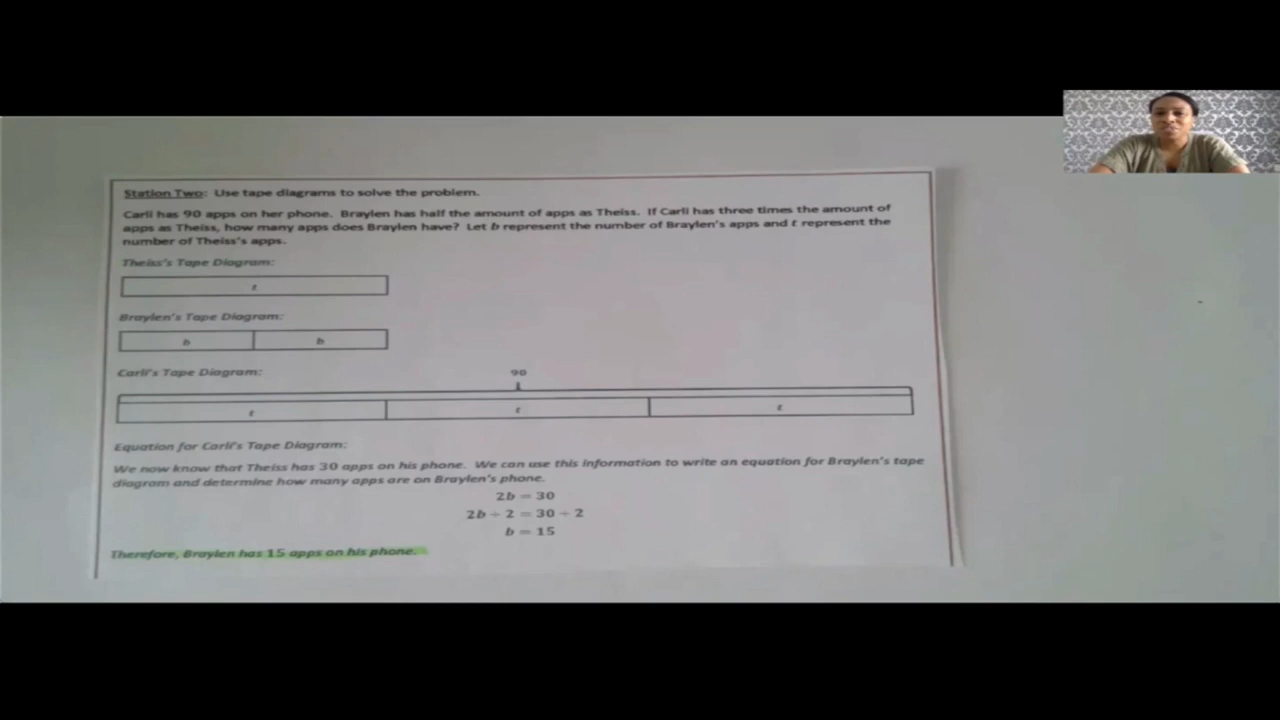 Station Two: Use tape diagrams to solve the problem.
Carli has 90 apps on her phone. Braylen has half the amount of apps as Theiss. If Carli has three times the amount of
apps as Theiss, how many apps does Braylen have? Let b represent the number of Braylen's apps and t represent the
number of Theiss's apps.
Theiss's Tape Diagram:
t
Braylen's Tape Diagram:
b b
Carli's Tape Diagram:
90
t t t
Equation for Carli's Tape Diagram:
We now know that Theiss has 30 apps on his phone. We can use this information to write an equation for Braylen's tape
diagram and determine how many apps are on Braylen's phone.
2b = 30
2b ÷ 2 = 30 ÷ 2
b = 15
Therefore, Braylen has 15 apps on his phone.